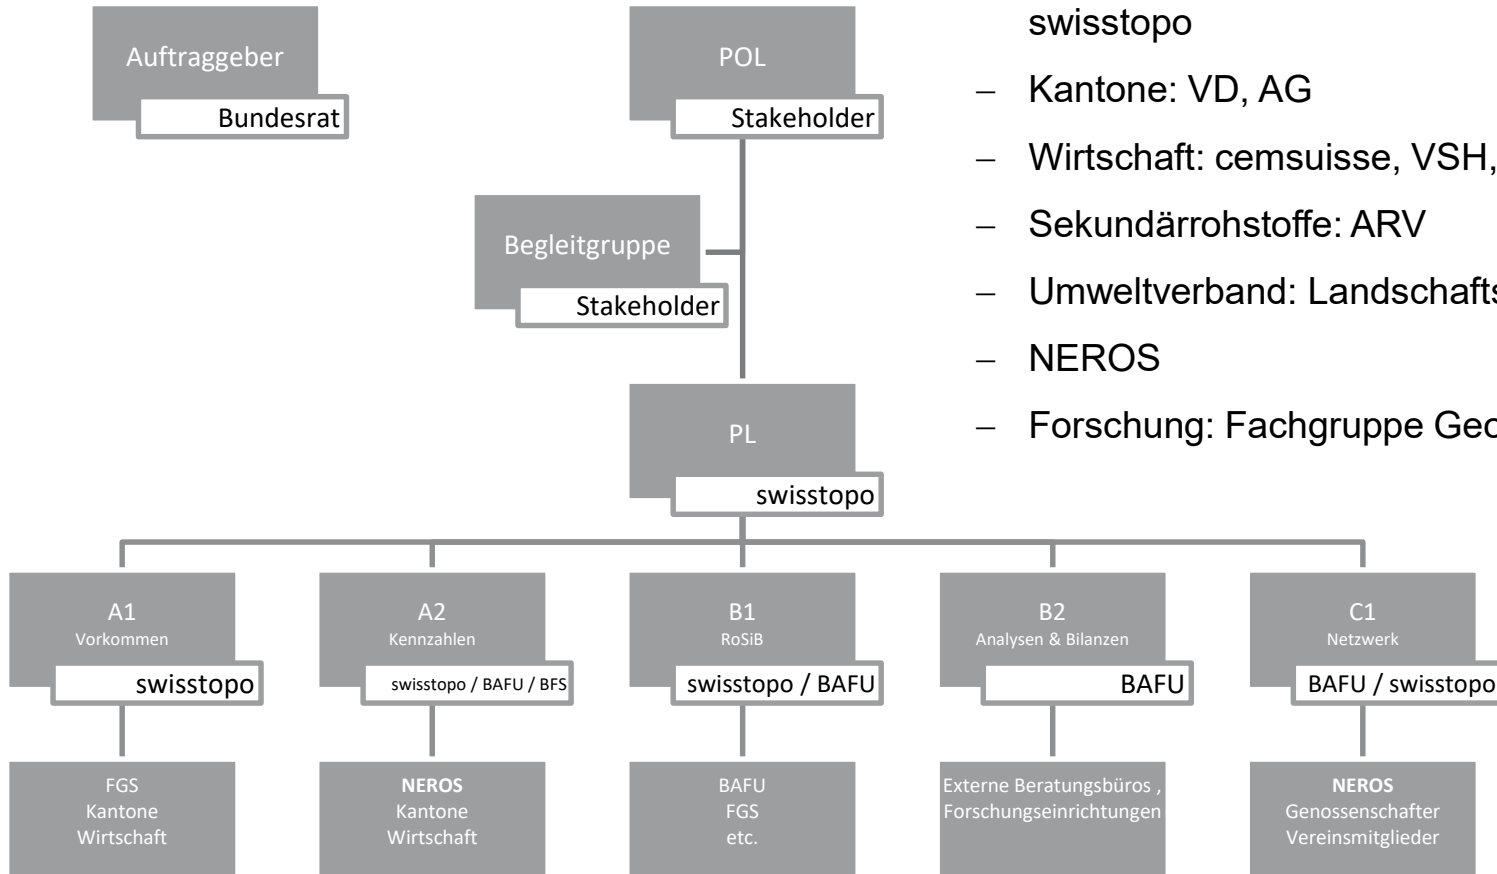 Auftraggeber
Bundesrat
POL
Stakeholder
Begleitgruppe
Stakeholder
PL
swisstopo
swisstopo
– Kantone: VD, AG
– Wirtschaft: cemsuisse, VSH,
– Sekundärrohstoffe: ARV
– Umweltverband: Landschafts
– NEROS
– Forschung: Fachgruppe Geo
A1
Vorkommen
swisstopo
A2
Kennzahlen
swisstopo / BAFU / BFS
B1
RoSiB
swisstopo / BAFU
B2
Analysen & Bilanzen
BAFU
C1
Netzwerk
BAFU / swisstopo
FGS
Kantone
Wirtschaft
NEROS
Kantone
Wirtschaft
BAFU
FGS
etc.
Externe Beratungsbüros ,
Forschungseinrichtungen
NEROS
Genossenschafter
Vereinsmitglieder